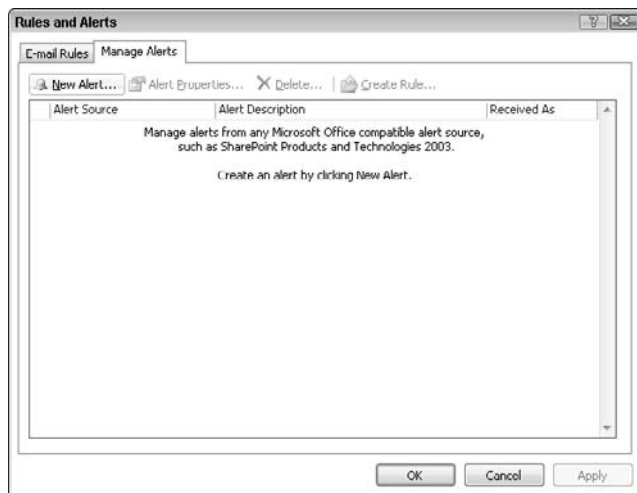 Rules and Alerts
E-mail Rules Manage Alerts
New Alert... Alert Properties... Delete... Create Rule...
Alert Source Alert Description Received As
Manage alerts from any Microsoft Office compatible alert source,
such as SharePoint Products and Technologies 2003.
Create an alert by clicking New Alert.
OK Cancel Apply